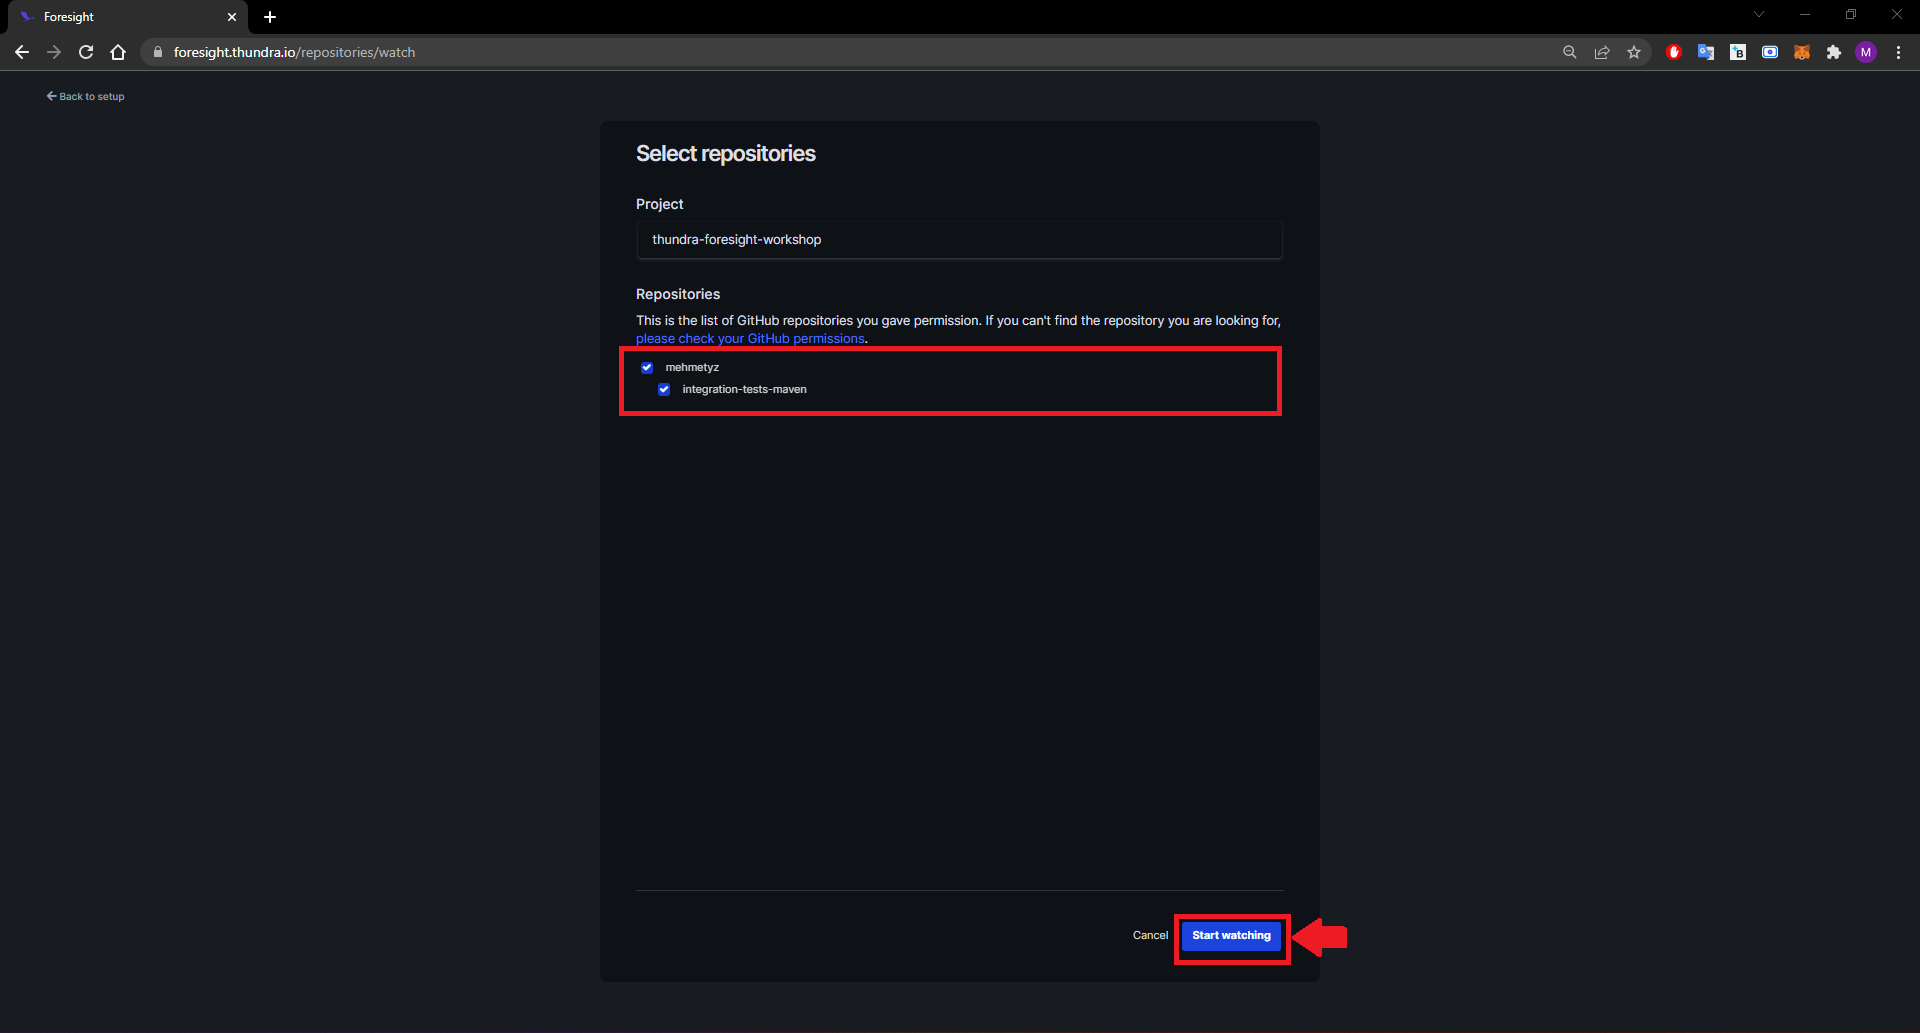 Foresight
foresight.thundra.io/repositories/watch
B
M
Back to setup
Select repositories
Project
thundra-foresight-workshop
Repositories
This is the list of GitHub repositories you gave permission. If you can't find the repository you are looking for,
please check your GitHub permissions.
mehmetyz
integration-tests-maven
Cancel
Start watching